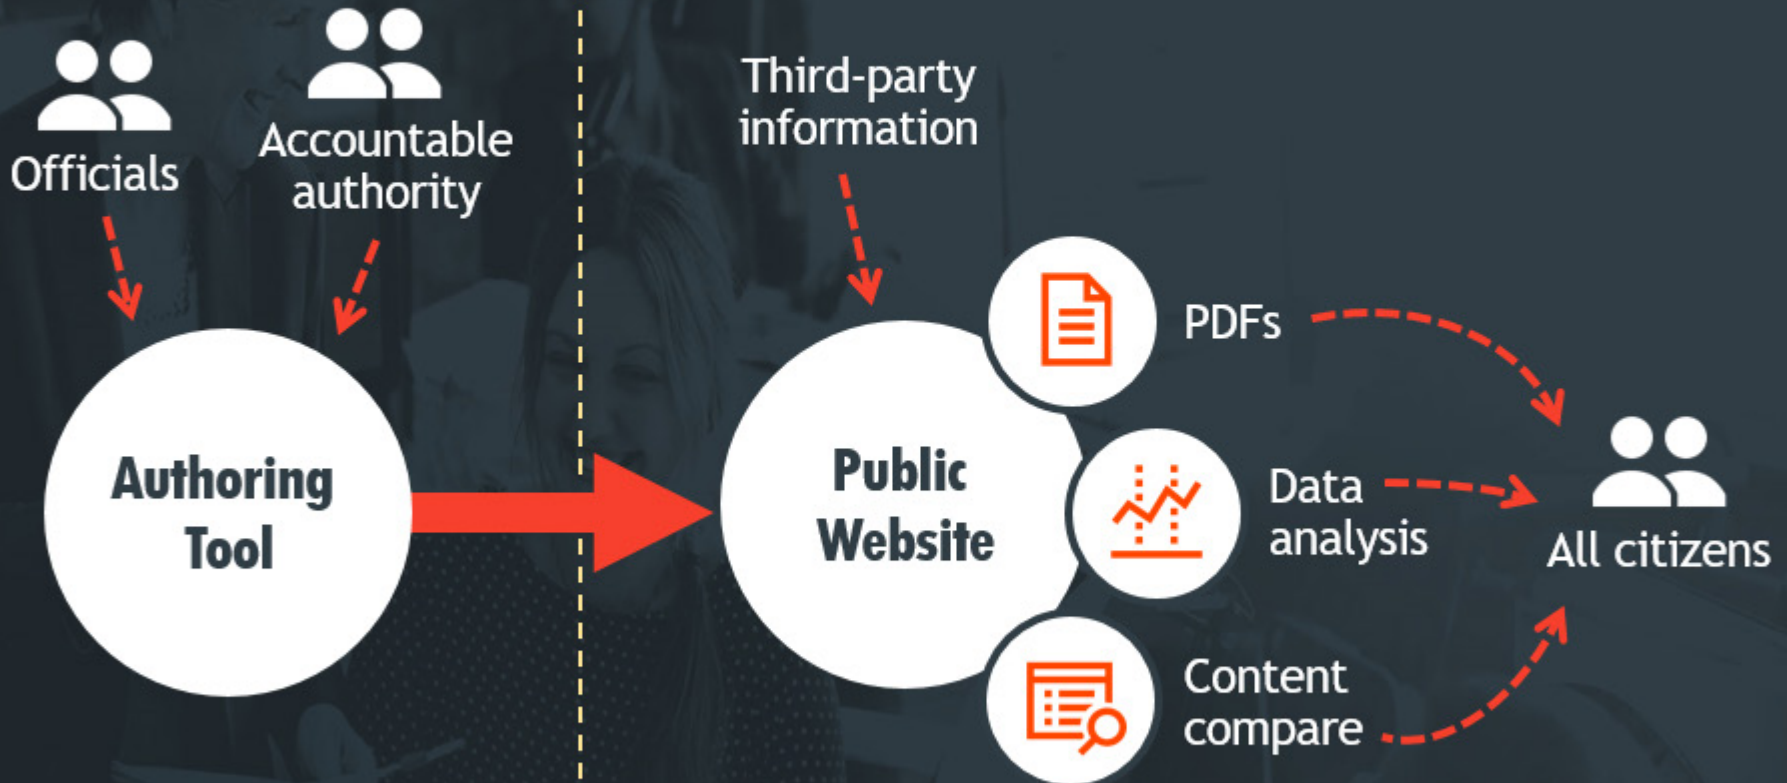 Officials
Accountable
authority
Authoring
Tool
Third-party
information
Public
Website
PDFs
Data
analysis
Content
compare
All citizens